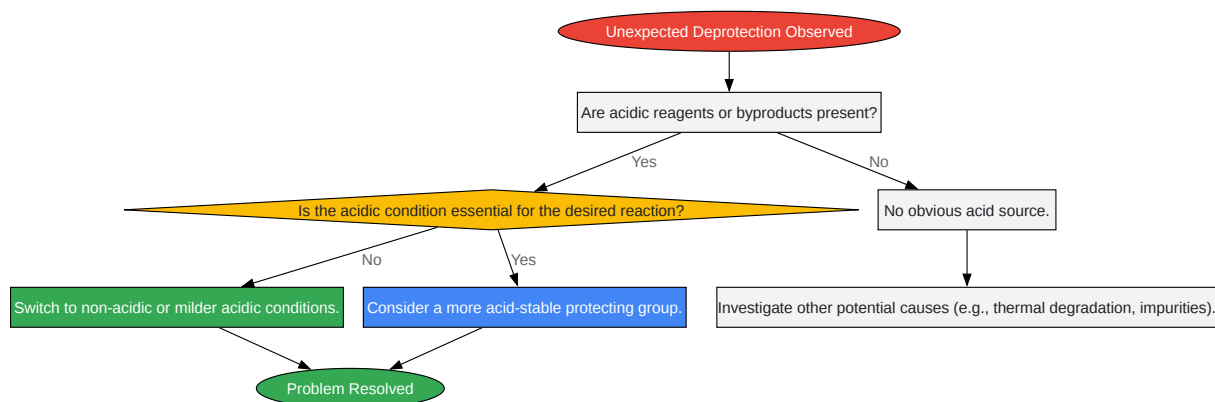 Unexpected Deprotection Observed
Are acidic reagents or byproducts present?
Yes
No
Is the acidic condition essential for the desired reaction?
No obvious acid source.
No
Yes
Switch to non-acidic or milder acidic conditions.
Consider a more acid-stable protecting group.
Investigate other potential causes (e.g., thermal degradation, impurities).
Problem Resolved